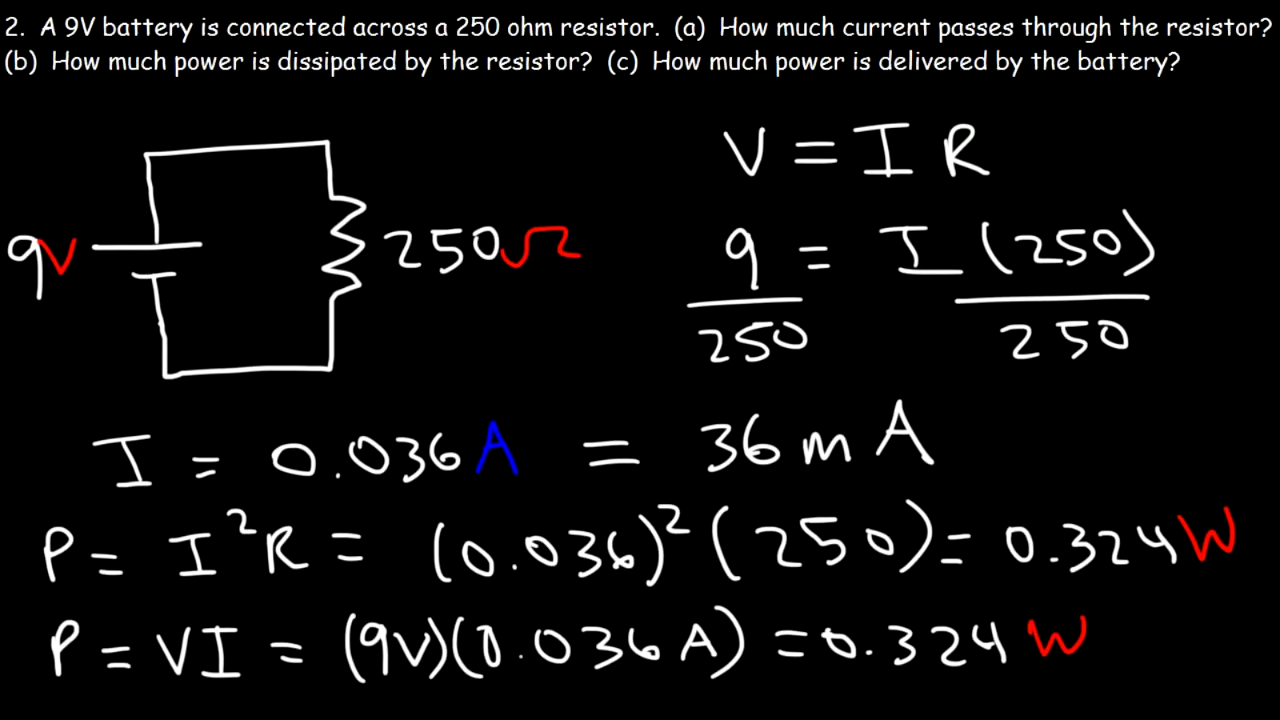 2. A 9V battery is connected across a 250 ohm resistor. (a) How much current passes through the resistor?
(b) How much power is dissipated by the resistor? (c) How much power is delivered by the battery?
V = I R
9V
250Ω
9 = I (250)
250 250
I = 0.036 A = 36 m A
P = I²R = (0.036)² (250) = 0.324 W
P = VI = (9V)(0.036 A) = 0.324 W